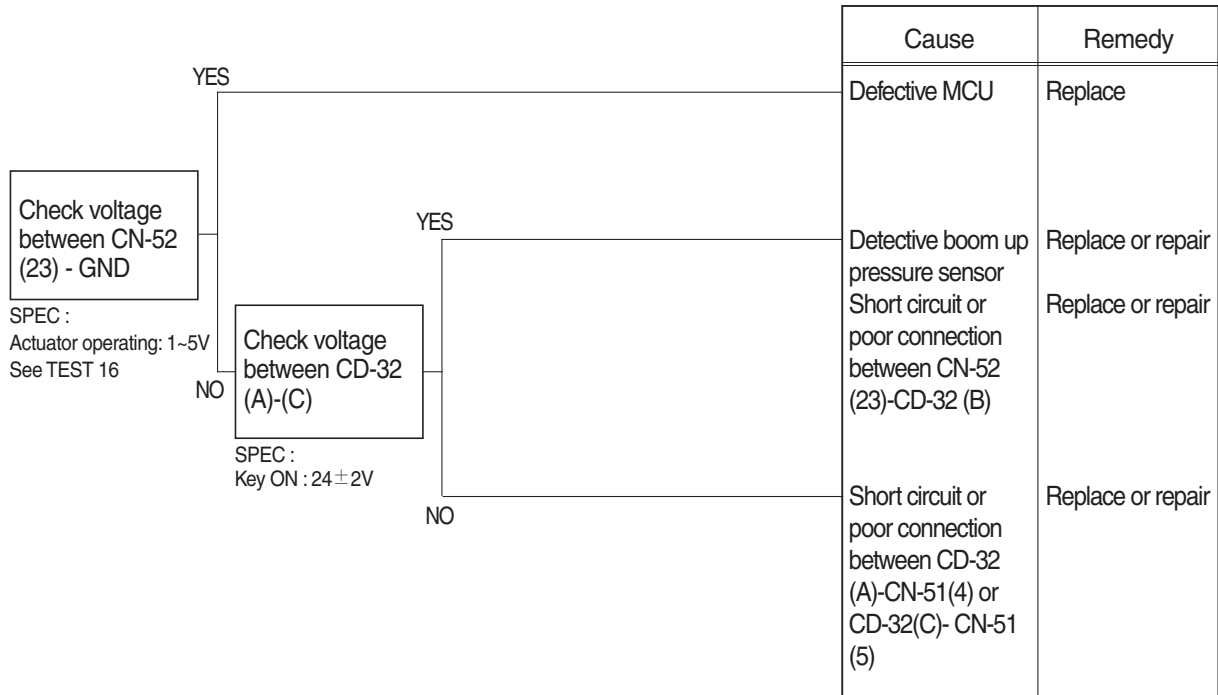 Cause
Remedy
YES
Defective MCU
Replace
Check voltage
between CN-52
(23) - GND
SPEC :
Actuator operating: 1~5V
See TEST 16
YES
Detective boom up
pressure sensor
Replace or repair
Short circuit or
poor connection
between CN-52
(23)-CD-32 (B)
Replace or repair
NO
Check voltage
between CD-32
(A)-(C)
SPEC :
Key ON : 24±2V
NO
Short circuit or
poor connection
between CD-32
(A)-CN-51(4) or
CD-32(C)- CN-51
(5)
Replace or repair